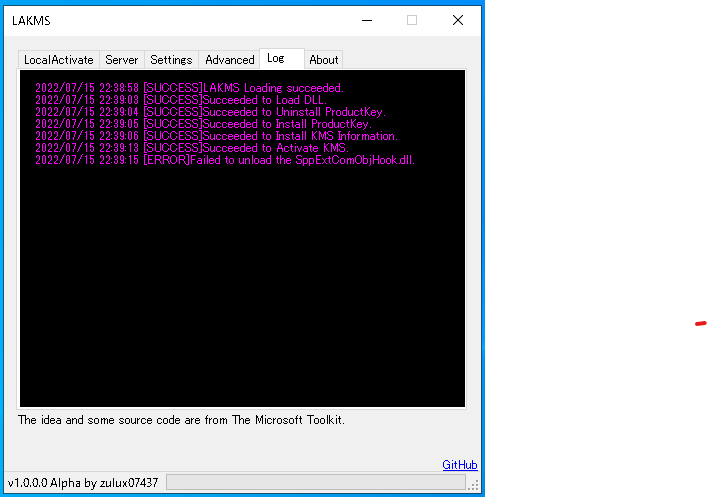 LAKMS
LocalActivate Server Settings Advanced Log About
2022/07/15 22:38:58 [SUCCESS]LAKMS Loading succeeded.
2022/07/15 22:39:03 [SUCCESS]Succeeded to Load DLL.
2022/07/15 22:39:04 [SUCCESS]Succeeded to Uninstall ProductKey.
2022/07/15 22:39:05 [SUCCESS]Succeeded to Install ProductKey.
2022/07/15 22:39:06 [SUCCESS]Succeeded to Install KMS Information.
2022/07/15 22:39:13 [SUCCESS]Succeeded to Activate KMS.
2022/07/15 22:39:15 [ERROR]Failed to unload the SppExtComObjHook.dll.
The idea and some source code are from The Microsoft Toolkit.
GitHub
v1.0.0.0 Alpha by zulux07437